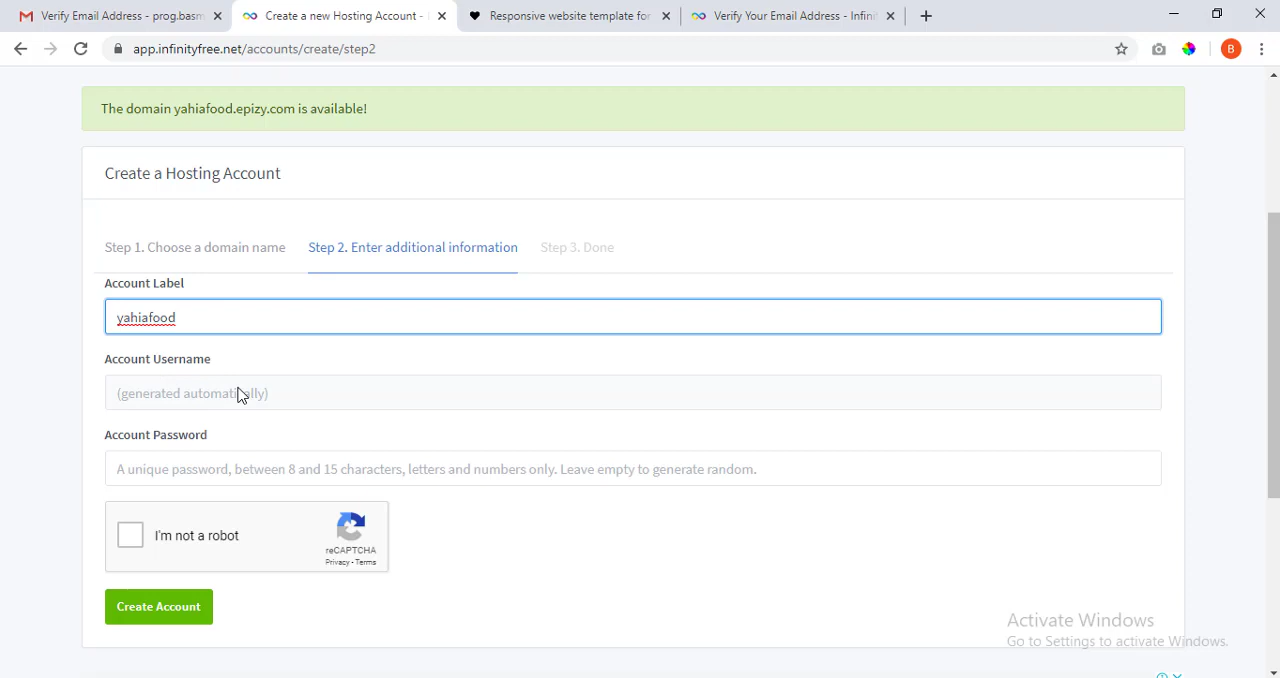 Verify Email Address - prog.basm
Create a new Hosting Account -
Responsive website template for
Verify Your Email Address - Infini
app.infinityfree.net/accounts/create/step2
B
The domain yahiafood.epizy.com is available!
Create a Hosting Account
Step 1. Choose a domain name
Step 2. Enter additional information
Step 3. Done
Account Label
yahiafood
Account Username
(generated automatically)
Account Password
A unique password, between 8 and 15 characters, letters and numbers only. Leave empty to generate random.
I'm not a robot
reCAPTCHA
Privacy - Terms
Create Account
Activate Windows
Go to Settings to activate Windows.